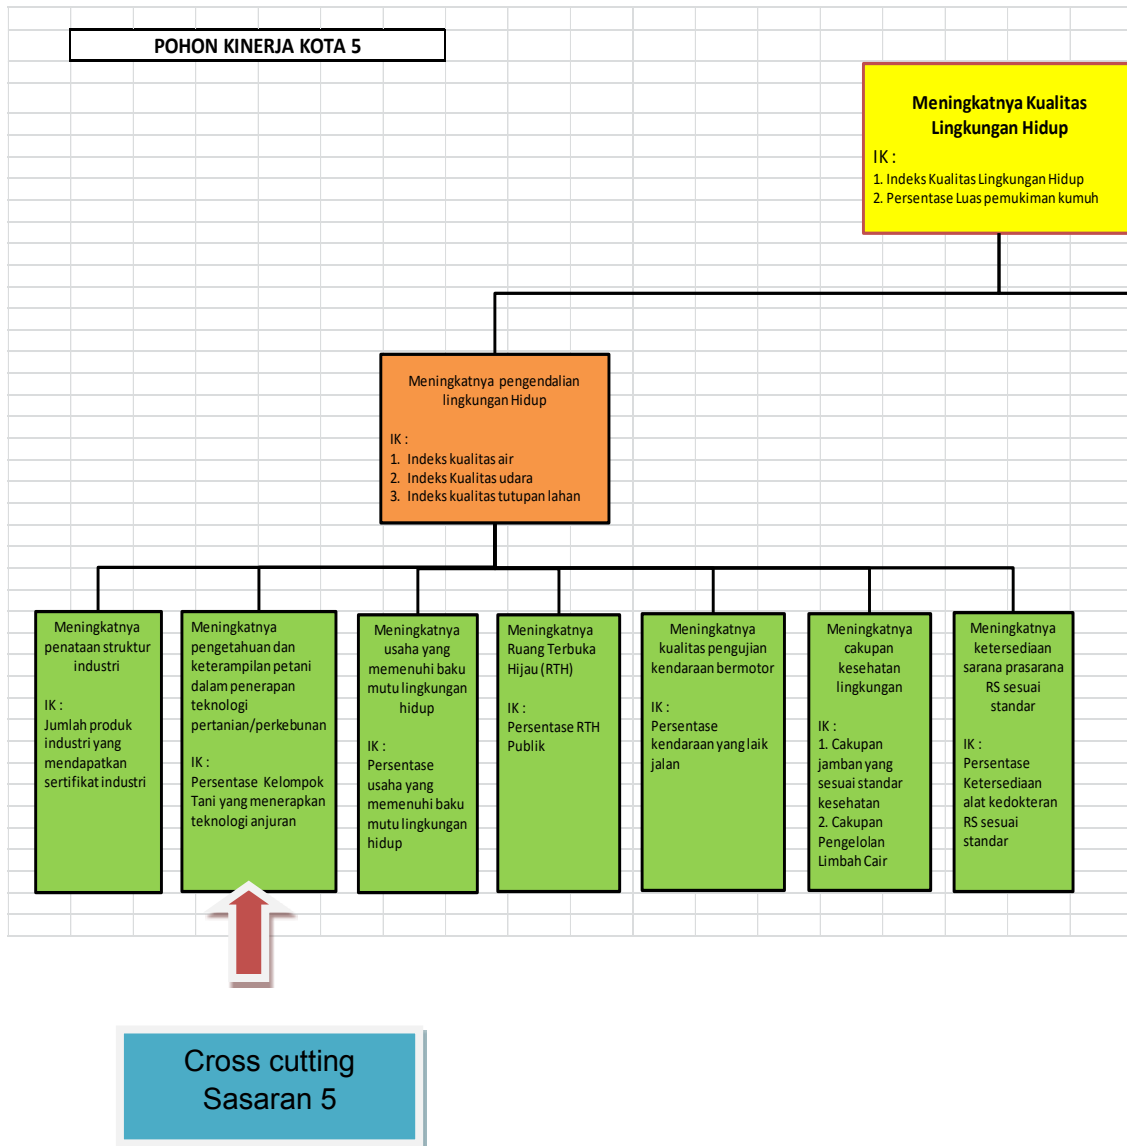 POHON KINERJA KOTA 5
Meningkatnya Kualitas
Lingkungan Hidup
IK :
1. Indeks Kualitas Lingkungan Hidup
2. Persentase Luas pemukiman kumuh
Meningkatnya pengendalian
lingkungan Hidup
IK :
1. Indeks kualitas air
2. Indeks Kualitas udara
3. Indeks kualitas tutupan lahan
Meningkatnya
penataan struktur
industri
IK :
Jumlah produk
industri yang
mendapatkan
sertifikat industri
Meningkatnya
pengetahuan dan
keterampilan petani
dalam penerapan
teknologi
pertanian/perkebunan
IK :
Persentase Kelompok
Tani yang menerapkan
teknologi anjuran
Meningkatnya
usaha yang
memenuhi baku
mutu lingkungan
hidup
IK :
Persentase
usaha yang
memenuhi baku
mutu lingkungan
hidup
Meningkatnya
Ruang Terbuka
Hijau (RTH)
IK :
Persentase RTH
Publik
Meningkatnya
kualitas pengujian
kendaraan bermotor
IK :
Persentase
kendaraan yang laik
jalan
Meningkatnya
cakupan
kesehatan
lingkungan
IK :
1. Cakupan
jamban yang
sesuai standar
kesehatan
2. Cakupan
Pengelolan
Limbah Cair
Meningkatnya
ketersediaan
sarana prasarana
RS sesuai
standar
IK :
Persentase
Ketersediaan
alat kedokteran
RS sesuai
standar
Cross cutting
Sasaran 5